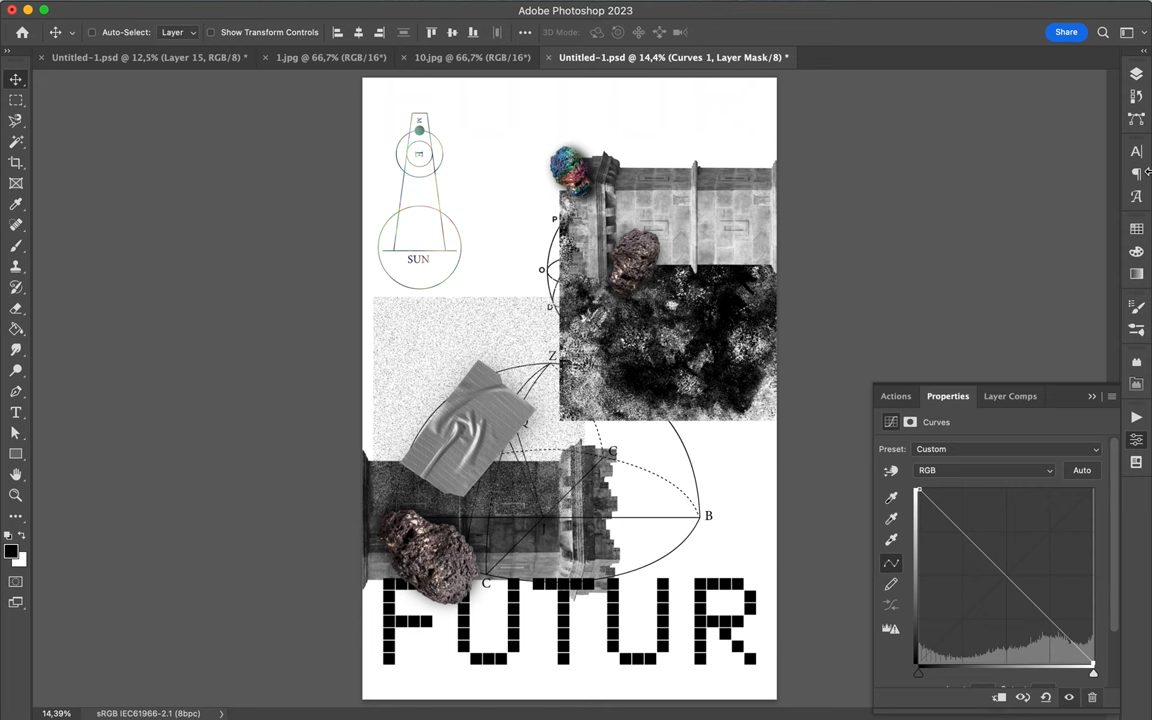 Adobe Photoshop 2023
Auto-Select: Layer Show Transform Controls ••• 3D Mode: Share
Untitled-1.psd @ 12,5% (Layer 15, RGB/8) * 1.jpg @ 66,7% (RGB/16*) 10.jpg @ 66,7% (RGB/16*) Untitled-1.psd @ 14,4% (Curves 1, Layer Mask/8) *
M
E
SUN
P
O
D
Z
C
B
C
FUTUR
Actions Properties Layer Comps
Curves
Preset: Custom
RGB Auto
14,39% sRGB IEC61966-2.1 (8bpc)